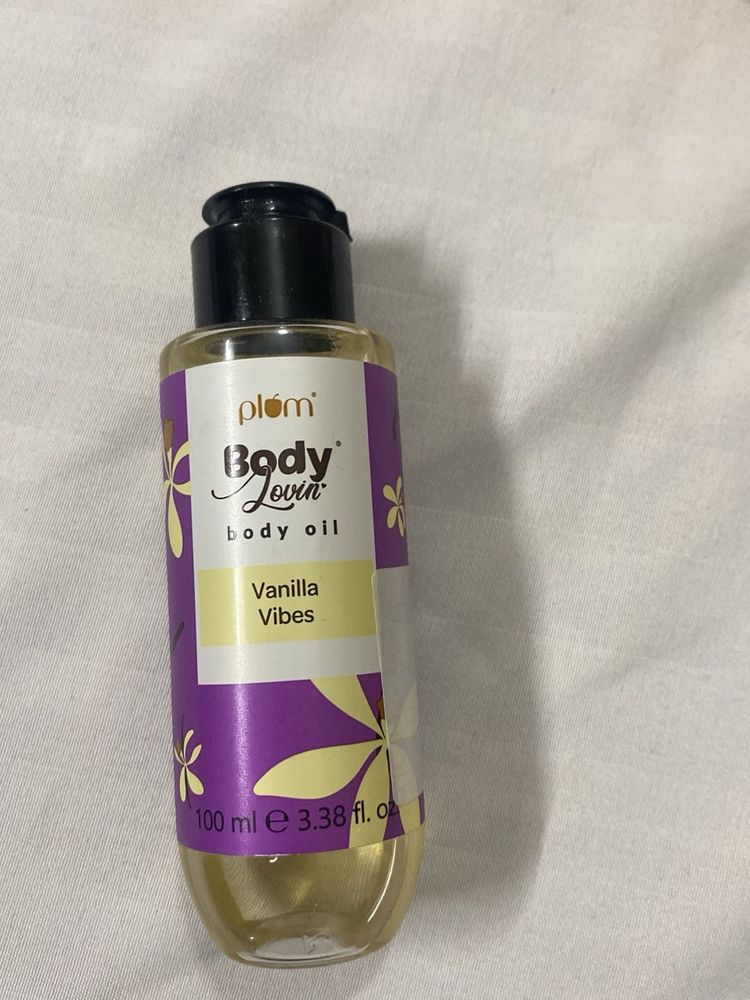 plum®
Body®
Lovin'
body oil
Vanilla
Vibes
100 ml ℮ 3.38 fl. oz.